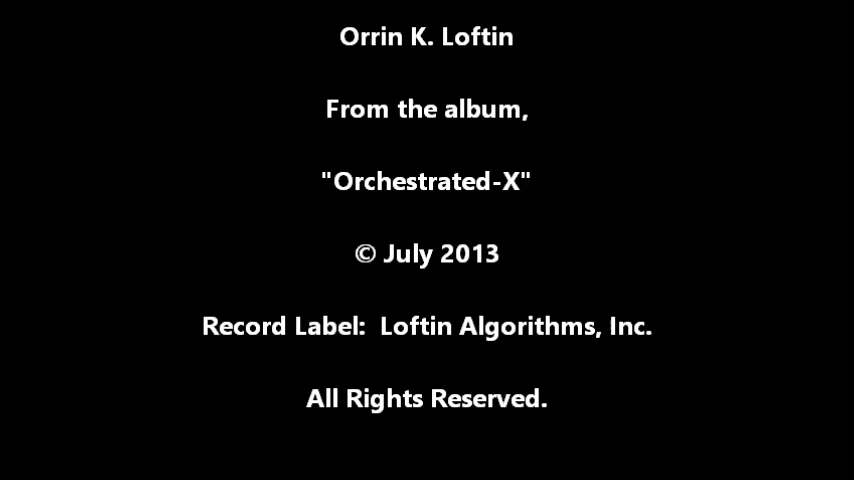 Orrin K. Loftin
From the album,
"Orchestrated-X"
© July 2013
Record Label:  Loftin Algorithms, Inc.
All Rights Reserved.